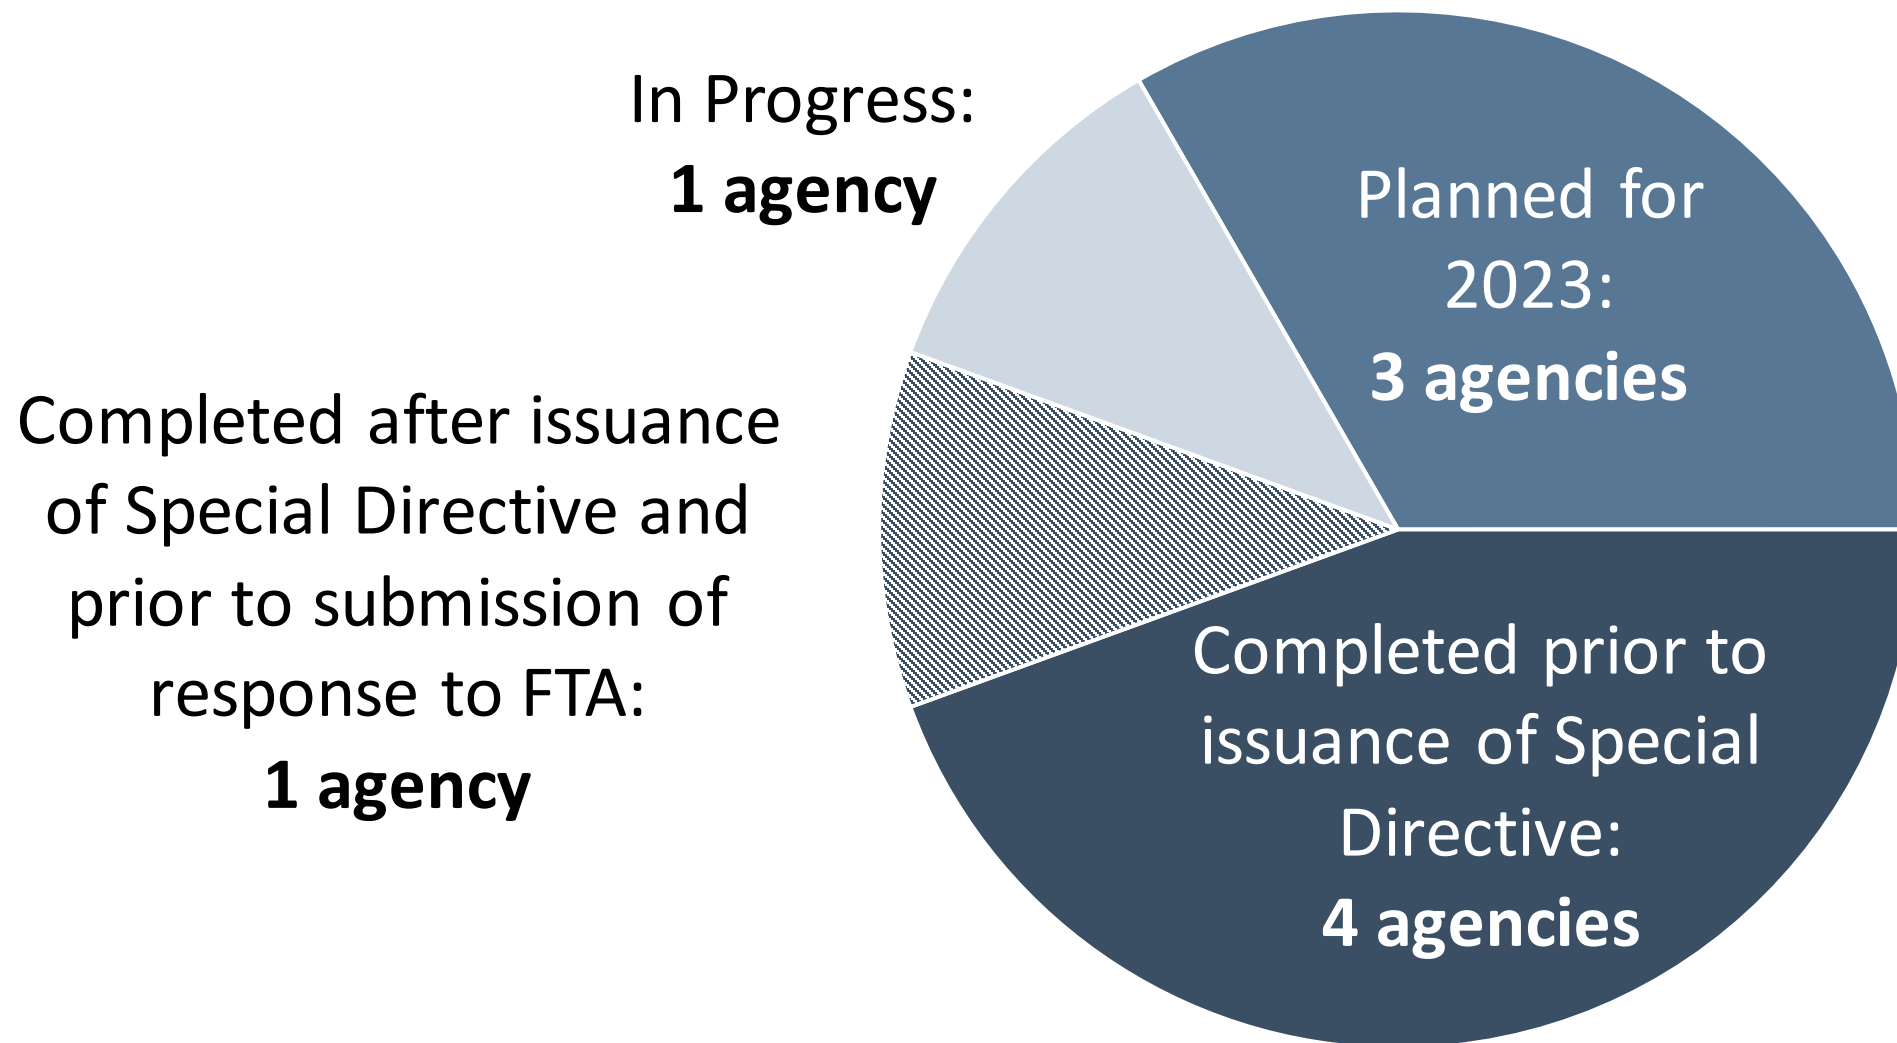 In Progress:
1 agency
Planned for
2023:
3 agencies
Completed after issuance
of Special Directive and
prior to submission of
response to FTA:
1 agency
Completed prior to
issuance of Special
Directive:
4 agencies